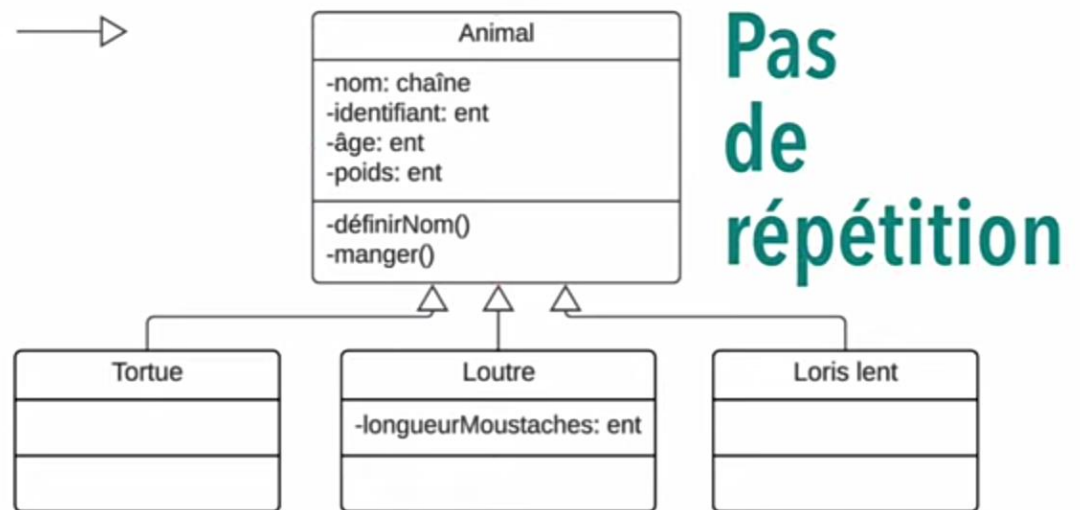 Animal
-nom: chaîne
-identifiant: ent
-âge: ent
-poids: ent
-définirNom()
-manger()
Pas
de
répétition
Tortue
Loutre
-longueurMoustaches: ent
Loris lent